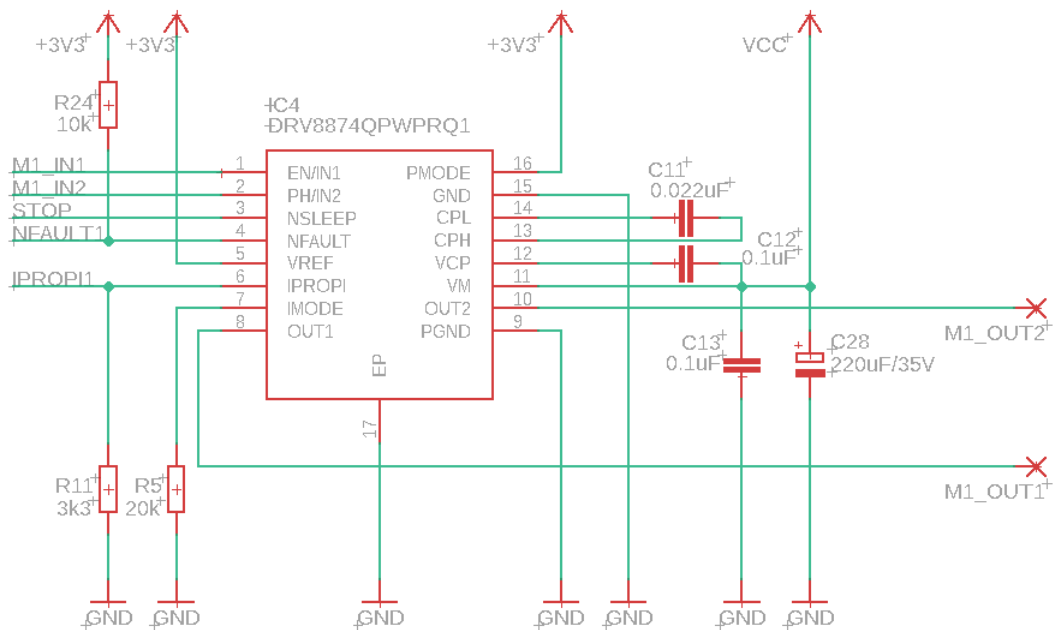 +3V3 +3V3 +3V3 VCC
R24
10k
IC4
DRV8874QPWPRQ1
M1_IN1 1 EN/IN1 PMODE 16
M1_IN2 2 PH/IN2 GND 15
STOP 3 NSLEEP CPL 14
NFAULT1 4 NFAULT CPH 13
5 VREF VCP 12
IPROPI1 6 IPROPI VM 11
7 IMODE OUT2 10
8 OUT1 PGND 9
EP
17
C11
0.022uF
C12
0.1uF
M1_OUT2
C13
0.1uF
C28
220uF/35V
R11
3k3
R5
20k
M1_OUT1
GND GND GND GND GND GND GND